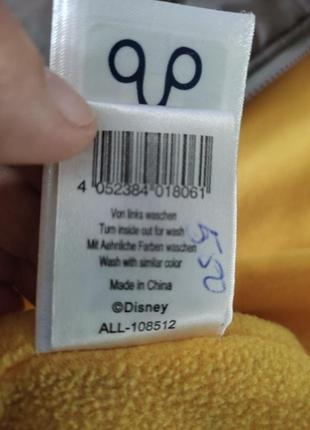 4 052384 018061
Von links waschen
Turn inside out for wash
Mit Aehnliche Farben waschen
Wash with similar color
Made in China
©Disney
ALL-108512
550